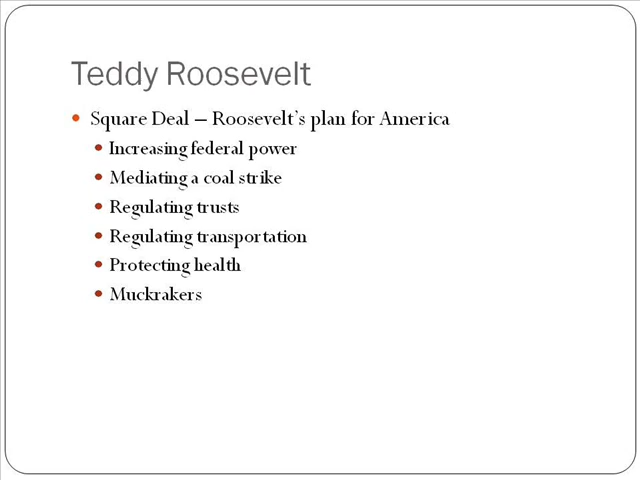 Teddy Roosevelt
• Square Deal – Roosevelt's plan for America
• Increasing federal power
• Mediating a coal strike
• Regulating trusts
• Regulating transportation
• Protecting health
• Muckrakers